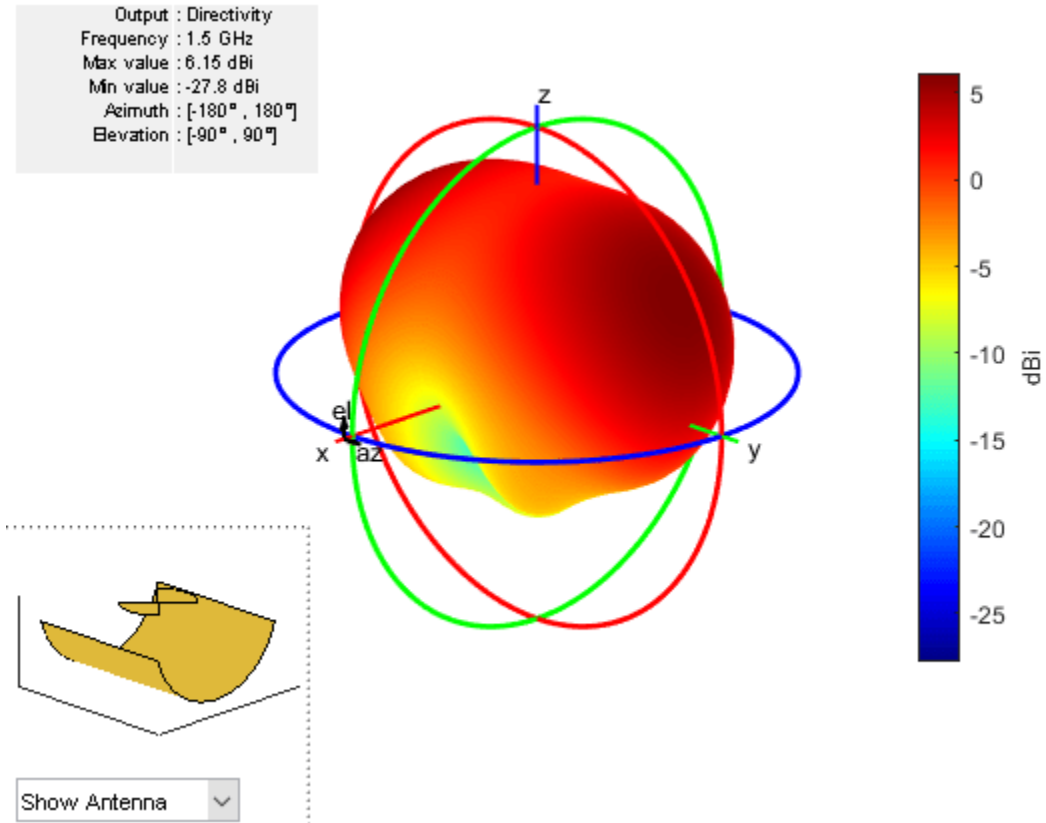 Output : Directivity
Frequency : 1.5 GHz
Max value : 6.15 dBi
Min value : -27.8 dBi
Azimuth : [-180° , 180°]
Elevation : [-90° , 90°]
z
x
el
az
y
5
0
-5
-10
-15
-20
-25
dBi
Show Antenna